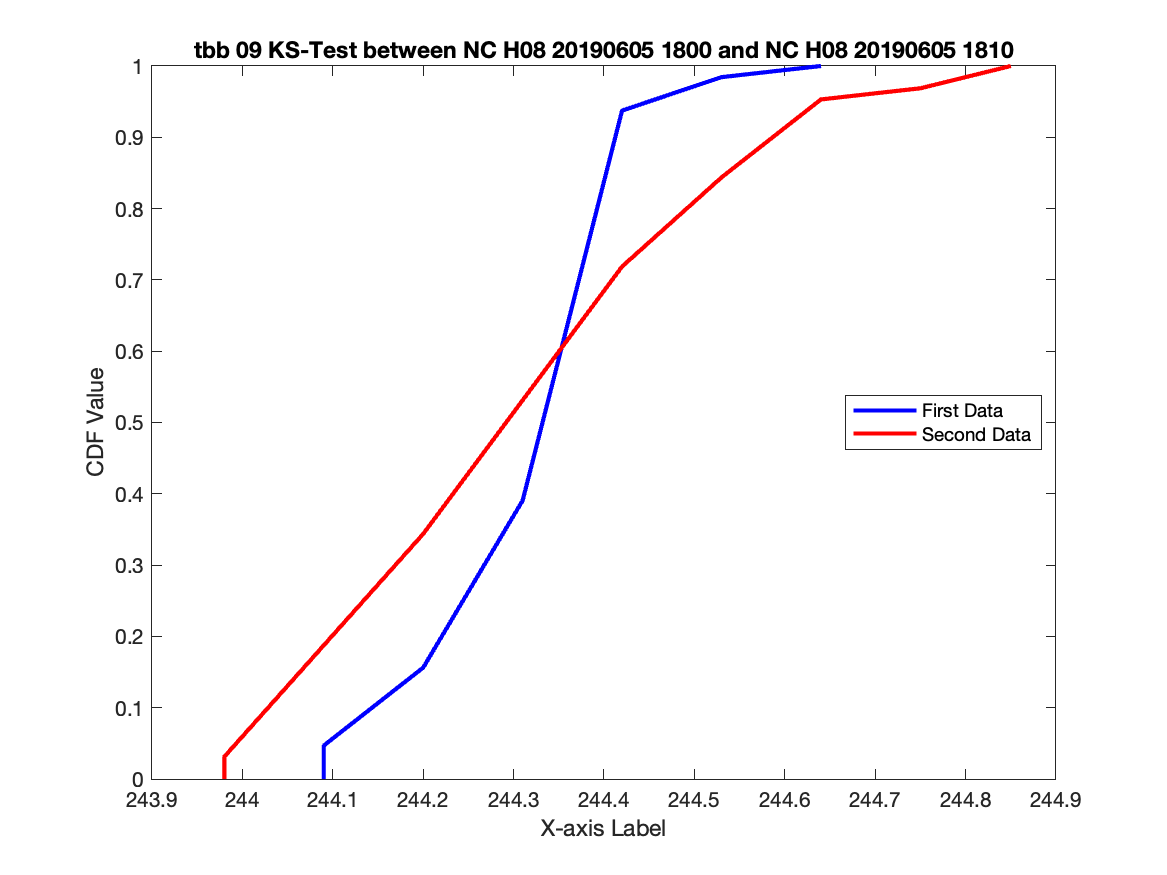 tbb 09 KS-Test between NC H08 20190605 1800 and NC H08 20190605 1810
1
0.9
0.8
0.7
0.6
0.5
0.4
0.3
0.2
0.1
0
CDF Value
First Data
Second Data
243.9 244 244.1 244.2 244.3 244.4 244.5 244.6 244.7 244.8 244.9
X-axis Label